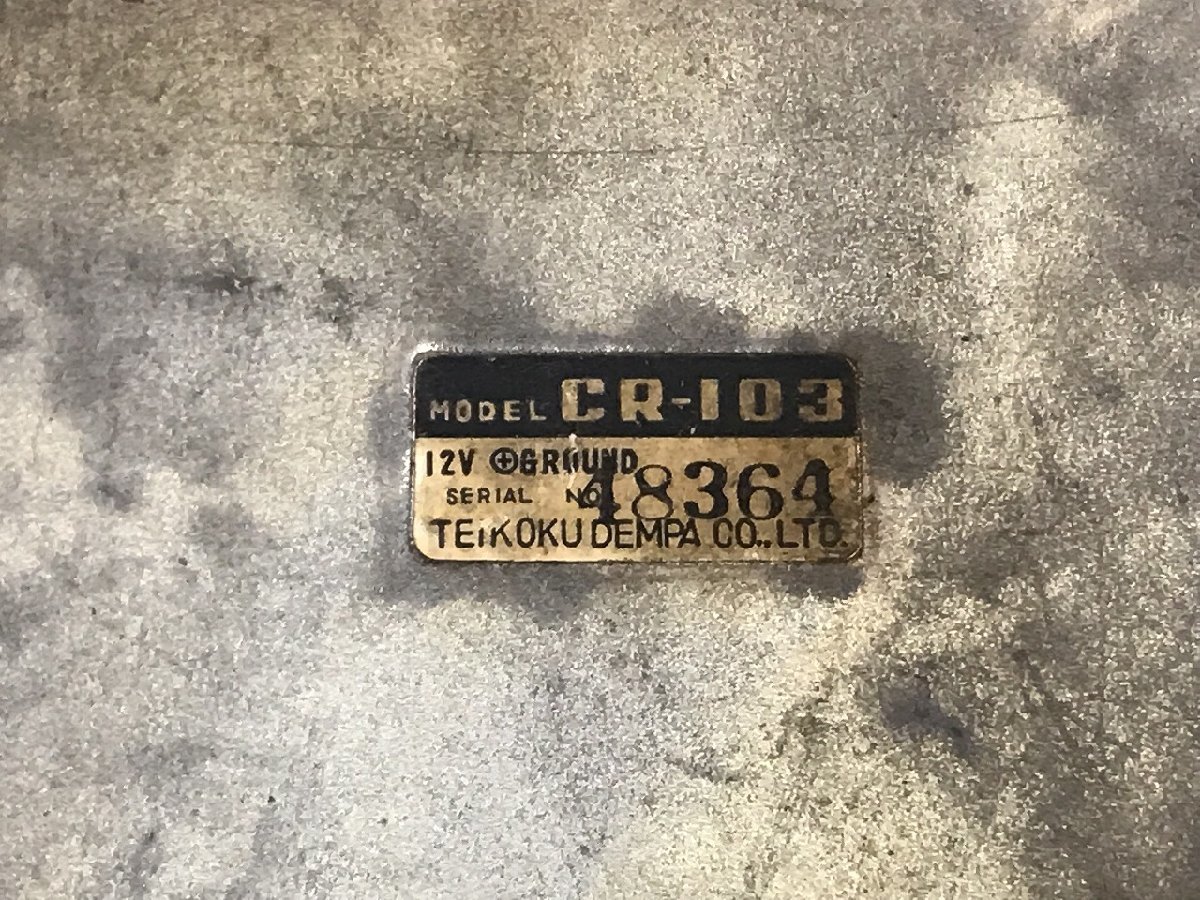 MODEL CR-103
12V ⊕GROUND
SERIAL NO. 48364
TEiKOKU DEMPA CO.,LTD.